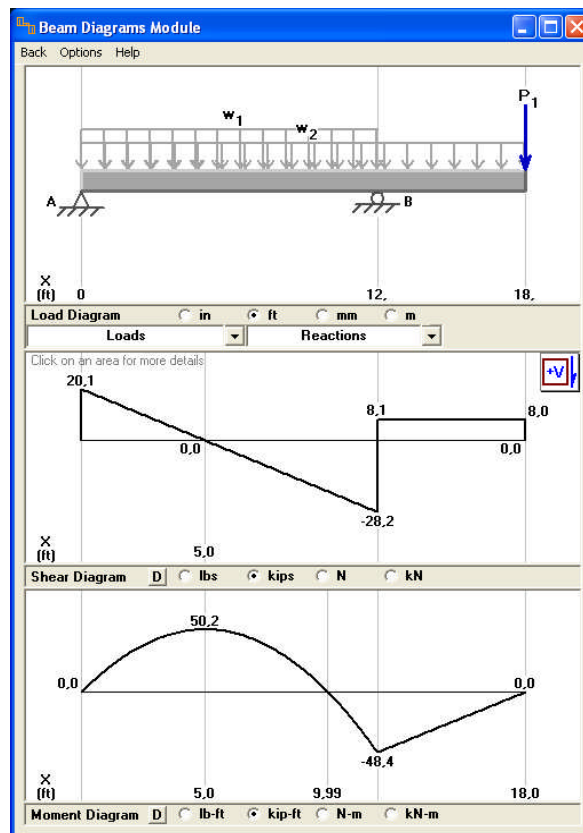 Beam Diagrams Module
Back Options Help
P1
w1
w2
A
B
X
(ft) 0 12, 18,
Load Diagram in ft mm m
Loads Reactions
Click on an area for more details
+V
20,1
8,1
8,0
0,0
0,0
-28,2
X
(ft) 5,0
Shear Diagram D lbs kips N kN
50,2
0,0
0,0
-48,4
X
(ft) 5,0 9,99 18,0
Moment Diagram D lb-ft kip-ft N-m kN-m